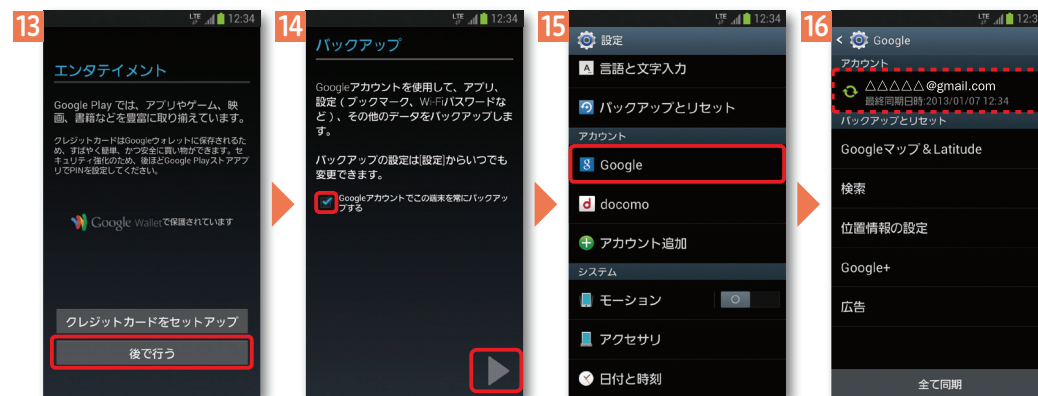 13
LTE 12:34
エンタテイメント
Google Play では、アプリやゲーム、映
画、書籍などを豊富に取り揃えています。
クレジットカードはGoogleウォレットに保存されるた
め、すばやく簡単、かつ安全に買い物ができます。セ
キュリティ強化のため、後ほどGoogle Playストアアプ
リでPINを設定してください。
Google Walletで保護されています
クレジットカードをセットアップ
後で行う
14
LTE 12:34
バックアップ
Googleアカウントを使用して、アプリ、
設定（ブックマーク、Wi-Fiパスワードな
ど）、その他のデータをバックアップしま
す。
バックアップの設定は[設定]からいつでも
変更できます。
Googleアカウントでこの端末を常にバックアッ
プする
15
LTE 12:34
設定
A 言語と文字入力
バックアップとリセット
アカウント
8 Google
d docomo
アカウント追加
システム
モーション
アクセサリ
日付と時刻
16
LTE 12:3
< Google
アカウント
△△△△△@gmail.com
最終同期日時:2013/01/07 12:34
バックアップとリセット
Googleマップ＆Latitude
検索
位置情報の設定
Google+
広告
全て同期